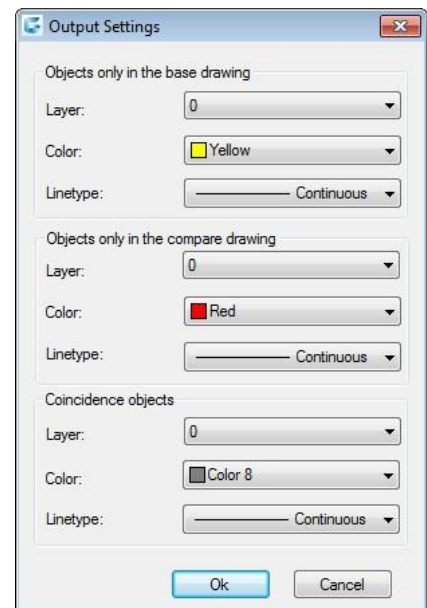 Output Settings
Objects only in the base drawing
Layer: 0
Color: Yellow
Linetype: Continuous
Objects only in the compare drawing
Layer: 0
Color: Red
Linetype: Continuous
Coincidence objects
Layer: 0
Color: Color 8
Linetype: Continuous
Ok Cancel